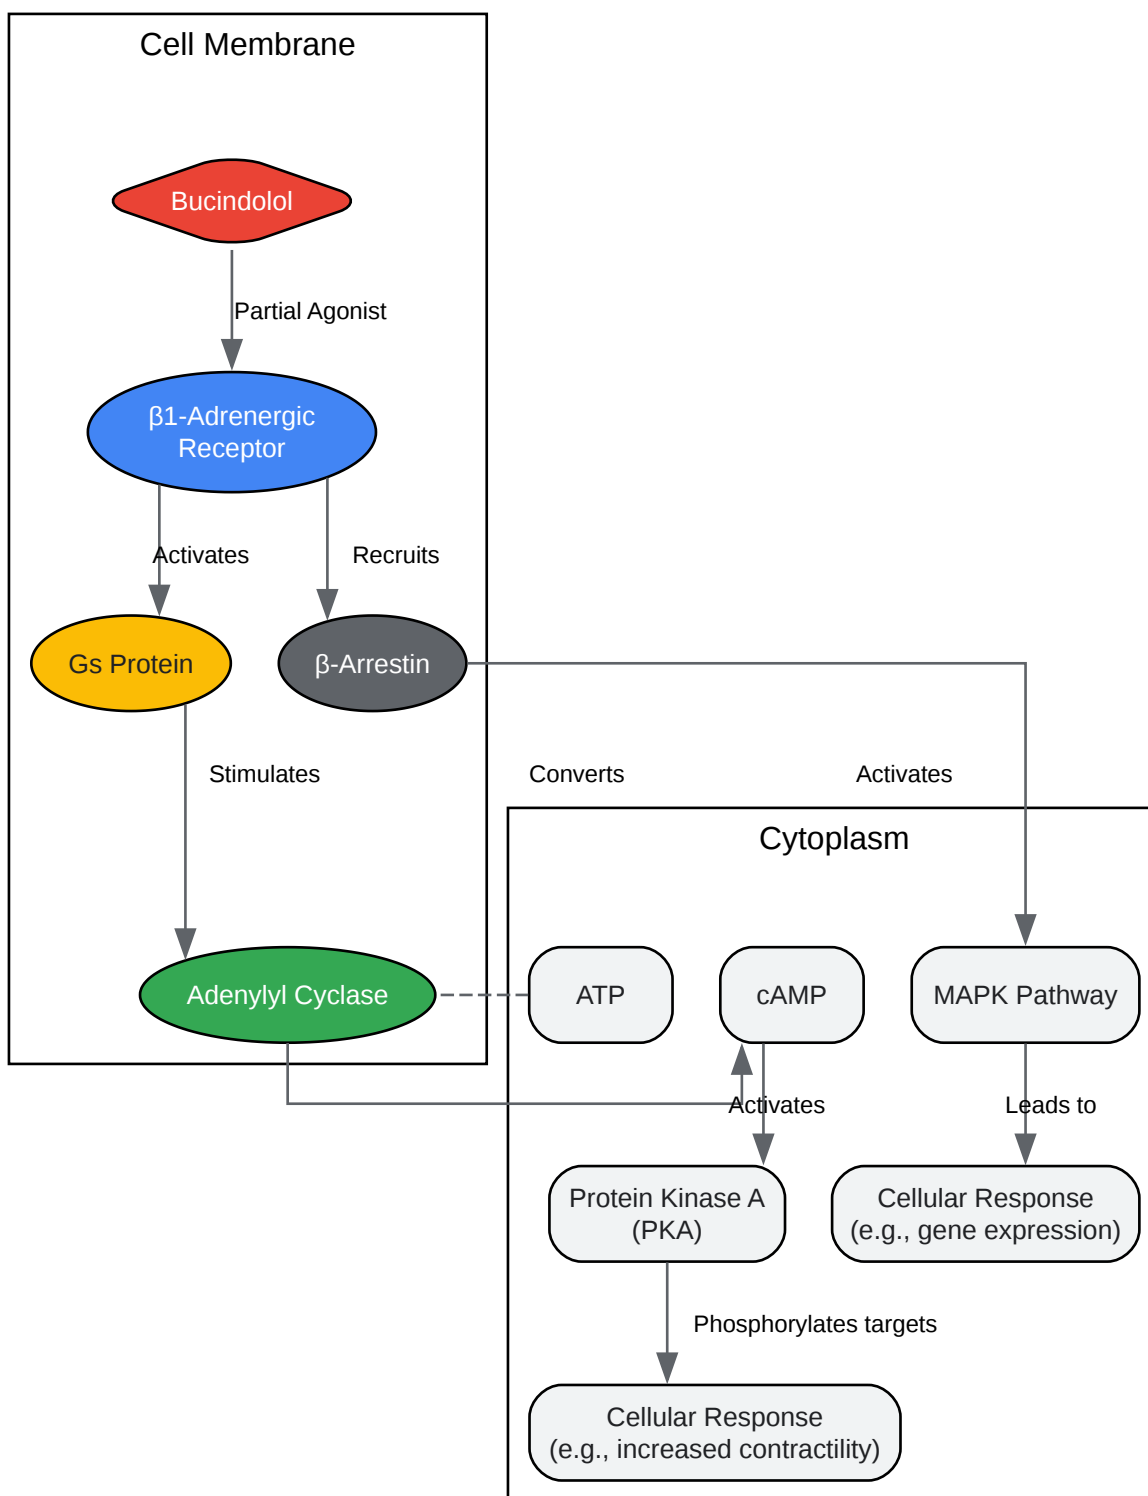 Cell Membrane
Bucindolol
Partial Agonist
β1-Adrenergic
Receptor
Activates
Recruits
Gs Protein
β-Arrestin
Stimulates
Converts
Activates
Cytoplasm
Adenylyl Cyclase
ATP
cAMP
MAPK Pathway
Activates
Leads to
Protein Kinase A
(PKA)
Cellular Response
(e.g., gene expression)
Phosphorylates targets
Cellular Response
(e.g., increased contractility)